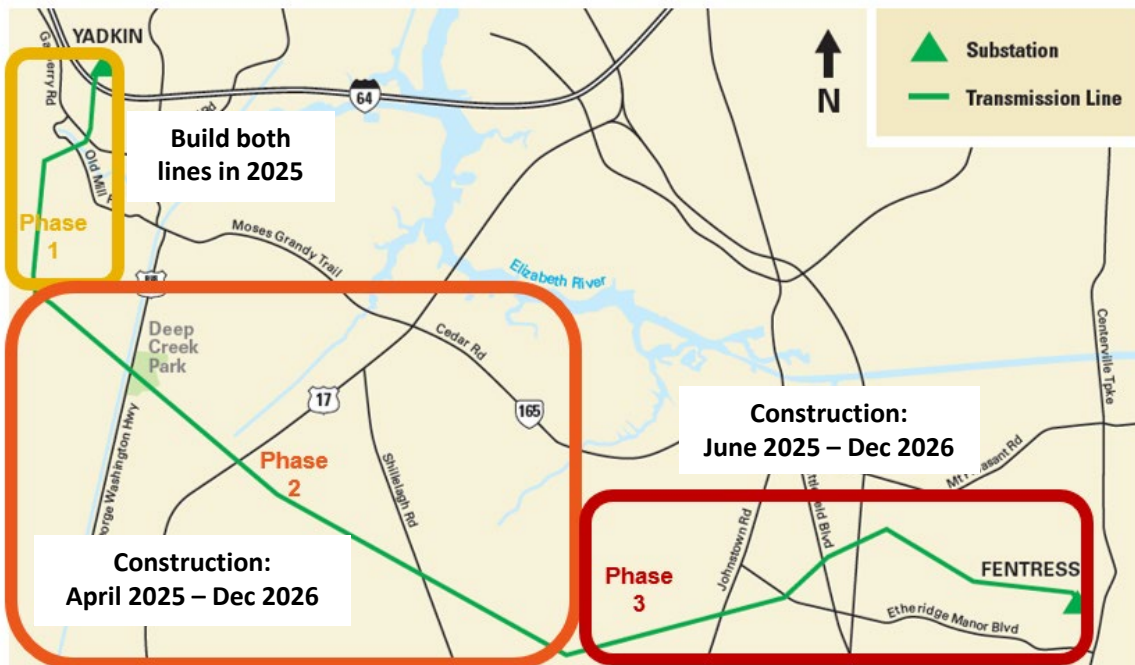 YADKIN
64
N
Substation
Transmission Line
Build both
lines in 2025
Old Mill
Phase
1
Moses Grandy Trail
Elizabeth River
Deep
Creek
Park
Cedar Rd
17
165
Centerville Tpke
Construction:
June 2025 – Dec 2026
Phase
2
Shillelagh Rd
Construction:
April 2025 – Dec 2026
Washington Hwy
Johnstown Rd
Blvd
Phase
3
FENTRESS
Etheridge Manor Blvd